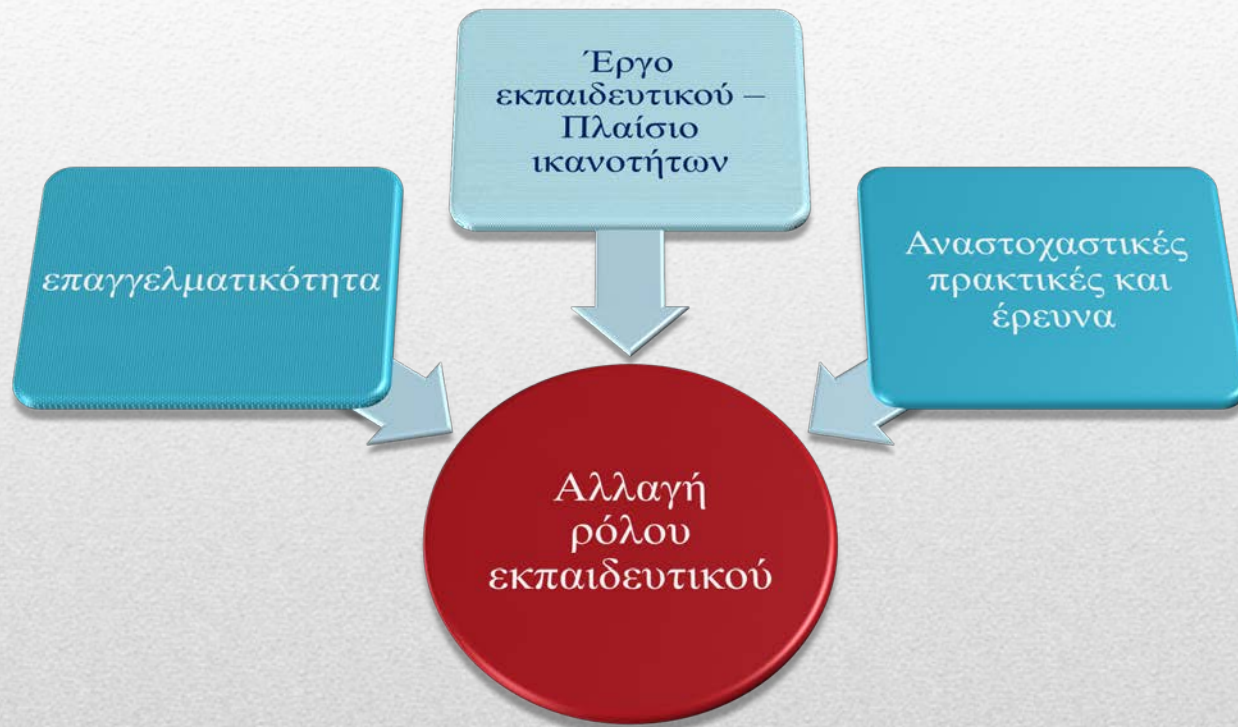 Έργο
εκπαιδευτικού –
Πλαίσιο
ικανοτήτων
επαγγελματικότητα
Αναστοχαστικές
πρακτικές και
έρευνα
Αλλαγή
ρόλου
εκπαιδευτικού